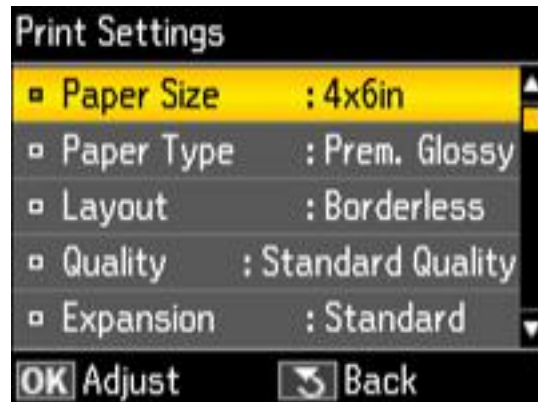 Print Settings
Paper Size : 4x6in
Paper Type : Prem. Glossy
Layout : Borderless
Quality : Standard Quality
Expansion : Standard
OK Adjust Back